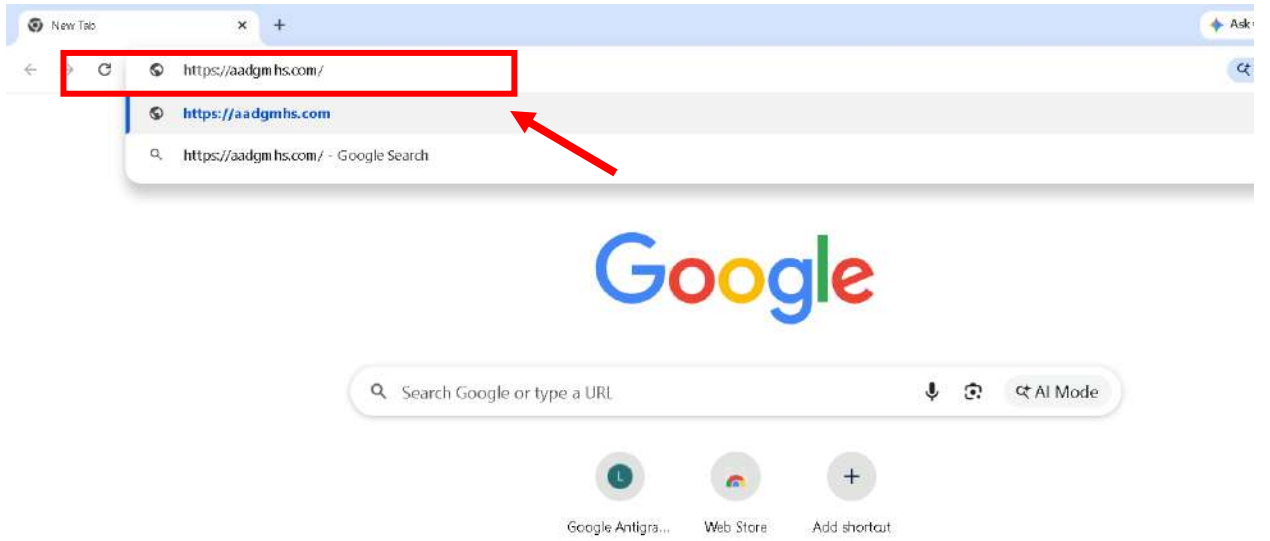 New Tab
Ask
https://aadgmhs.com/
https://aadgmhs.com
https://aadgmhs.com/ - Google Search
Google
Search Google or type a URL
AI Mode
L
Google Antigra...
Web Store
Add shortcut